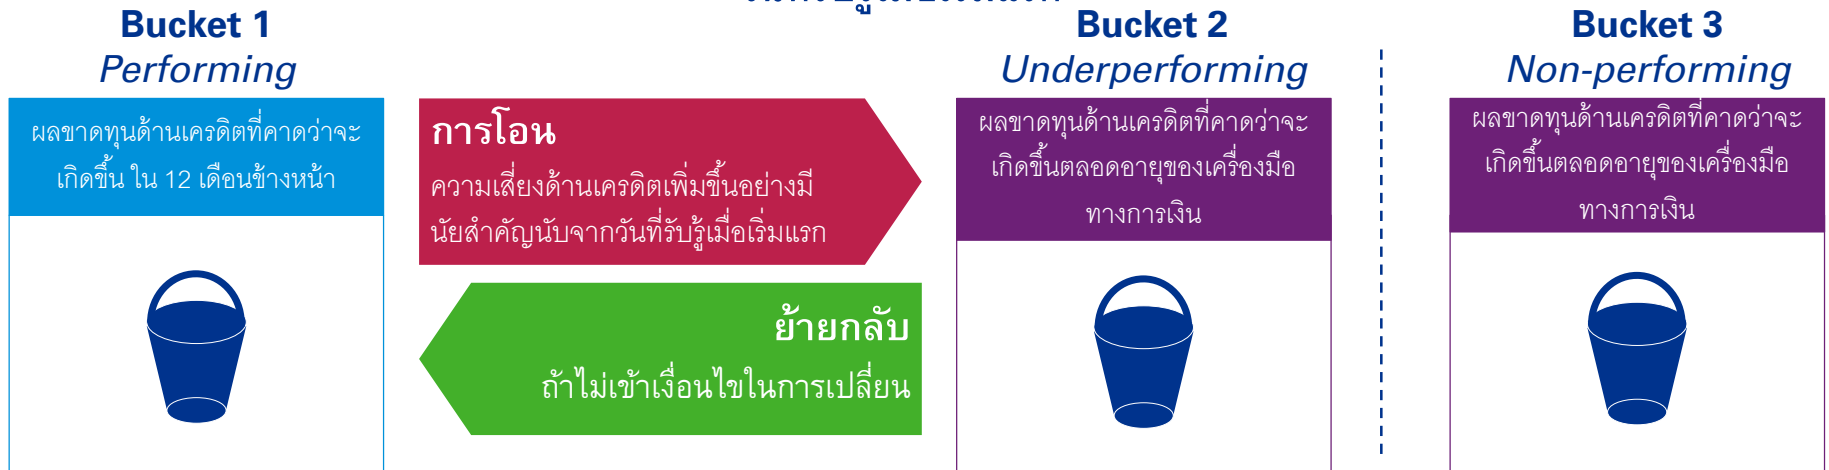 Bucket 1
Performing
ผลขาดทุนด้านเครดิตที่คาดว่าจะ
เกิดขึ้น ใน 12 เดือนข้างหน้า
การโอน
ความเสี่ยงด้านเครดิตเพิ่มขึ้นอย่างมี
นัยสำคัญนับจากวันที่รับรู้เมื่อเริ่มแรก
ย้ายกลับ
ถ้าไม่เข้าเงื่อนไขในการเปลี่ยน
Bucket 2
Underperforming
ผลขาดทุนด้านเครดิตที่คาดว่าจะ
เกิดขึ้นตลอดอายุของเครื่องมือ
ทางการเงิน
Bucket 3
Non-performing
ผลขาดทุนด้านเครดิตที่คาดว่าจะ
เกิดขึ้นตลอดอายุของเครื่องมือ
ทางการเงิน